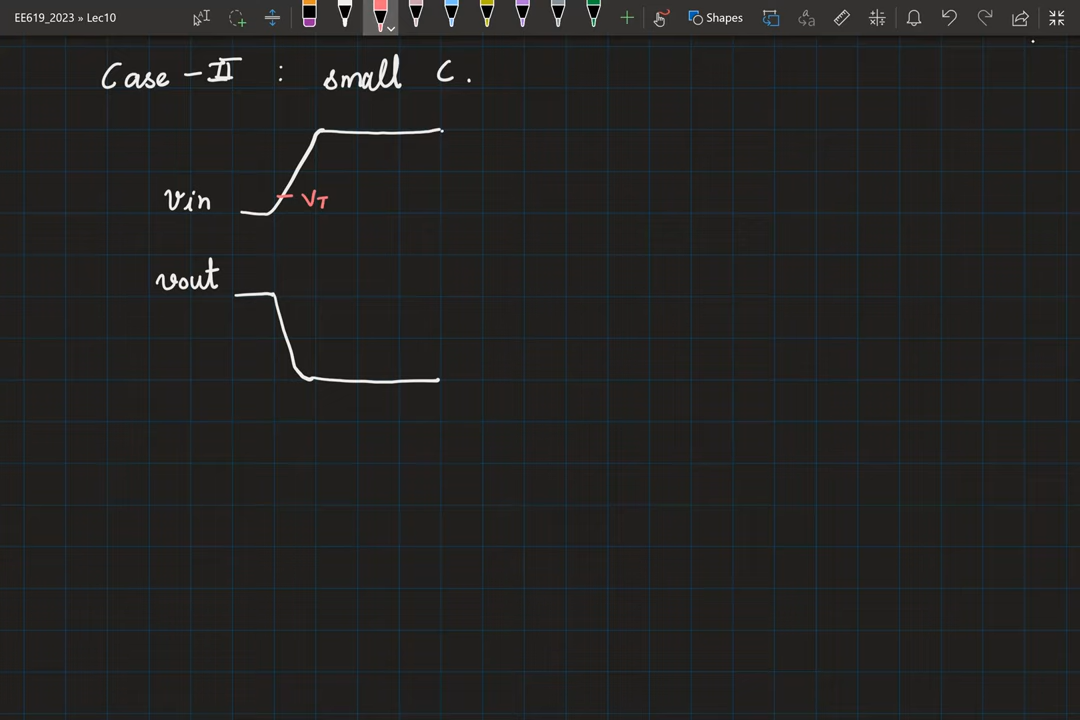 EE619_2023 » Lec10
Shapes
Case - II : small C.
VT
Vin
Vout